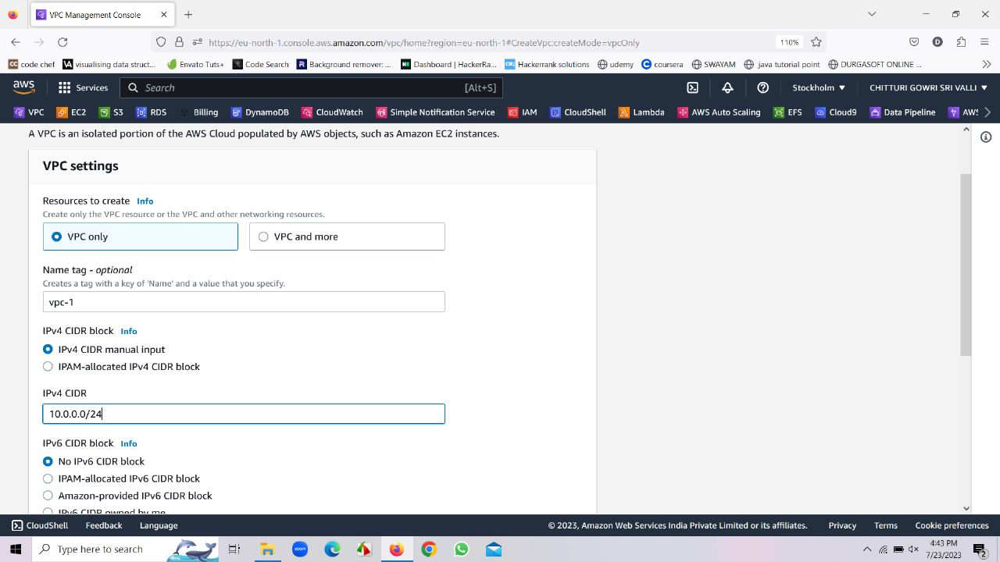 VPC Management Console
https://eu-north-1.console.aws.amazon.com/vpc/home?region=eu-north-1#CreateVpc:createMode=vpcOnly
110%
code chef
visualising data struct...
Envato Tuts+
Code Search
Background remover: ...
Dashboard | HackerRa...
Hackerrank solutions
udemy
coursera
SWAYAM
java tutorial point
DURGASOFT ONLINE ...
aws
Services
Search
[Alt+S]
Stockholm
CHITTURI GOWRI SRI VALLI
VPC
EC2
S3
RDS
Billing
DynamoDB
CloudWatch
Simple Notification Service
IAM
CloudShell
Lambda
AWS Auto Scaling
EFS
Cloud9
Data Pipeline
AWS
A VPC is an isolated portion of the AWS Cloud populated by AWS objects, such as Amazon EC2 instances.
VPC settings
Resources to create Info
Create only the VPC resource or the VPC and other networking resources.
VPC only
VPC and more
Name tag - optional
Creates a tag with a key of 'Name' and a value that you specify.
vpc-1
IPv4 CIDR block Info
IPv4 CIDR manual input
IPAM-allocated IPv4 CIDR block
IPv4 CIDR
10.0.0.0/24
IPv6 CIDR block Info
No IPv6 CIDR block
IPAM-allocated IPv6 CIDR block
Amazon-provided IPv6 CIDR block
IPv6 CIDR owned by me
CloudShell
Feedback
Language
© 2023, Amazon Web Services India Private Limited or its affiliates.
Privacy
Terms
Cookie preferences
Type here to search
zoom
4:43 PM
7/23/2023
2